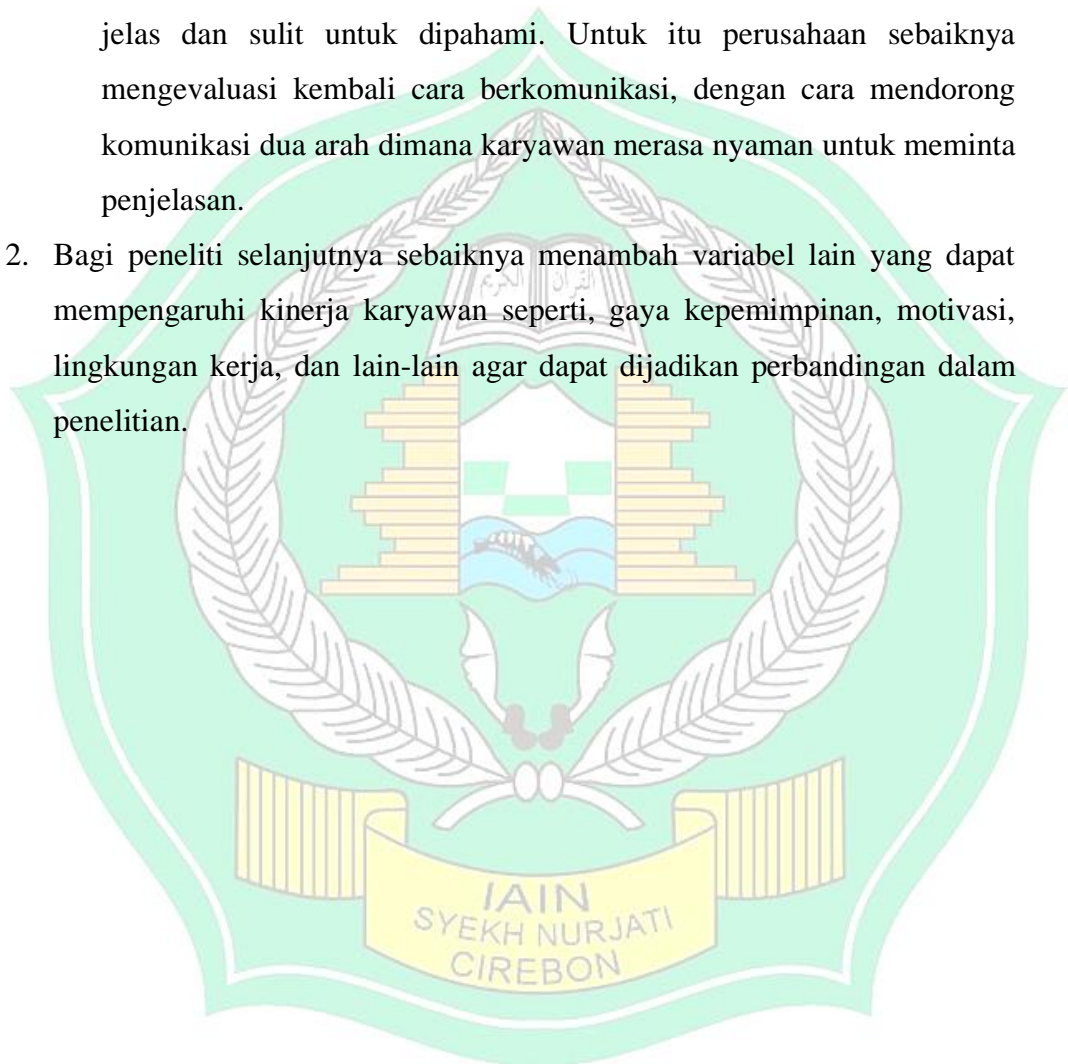 jelas dan sulit untuk dipahami. Untuk itu perusahaan sebaiknya
mengevaluasi kembali cara berkomunikasi, dengan cara mendorong
komunikasi dua arah dimana karyawan merasa nyaman untuk meminta
penjelasan.
2. Bagi peneliti selanjutnya sebaiknya menambah variabel lain yang dapat
mempengaruhi kinerja karyawan seperti, gaya kepemimpinan, motivasi,
lingkungan kerja, dan lain-lain agar dapat dijadikan perbandingan dalam
penelitian.
القرآن الكريم
IAIN
SYEKH NURJATI
CIREBON